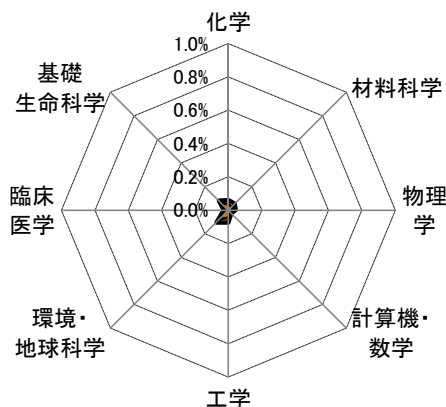 化学
1.0%
0.8%
0.6%
0.4%
0.2%
0.0%
材料科学
物理
学
計算機・
数学
工学
環境・
地球科学
臨床
医学
基礎
生命科学